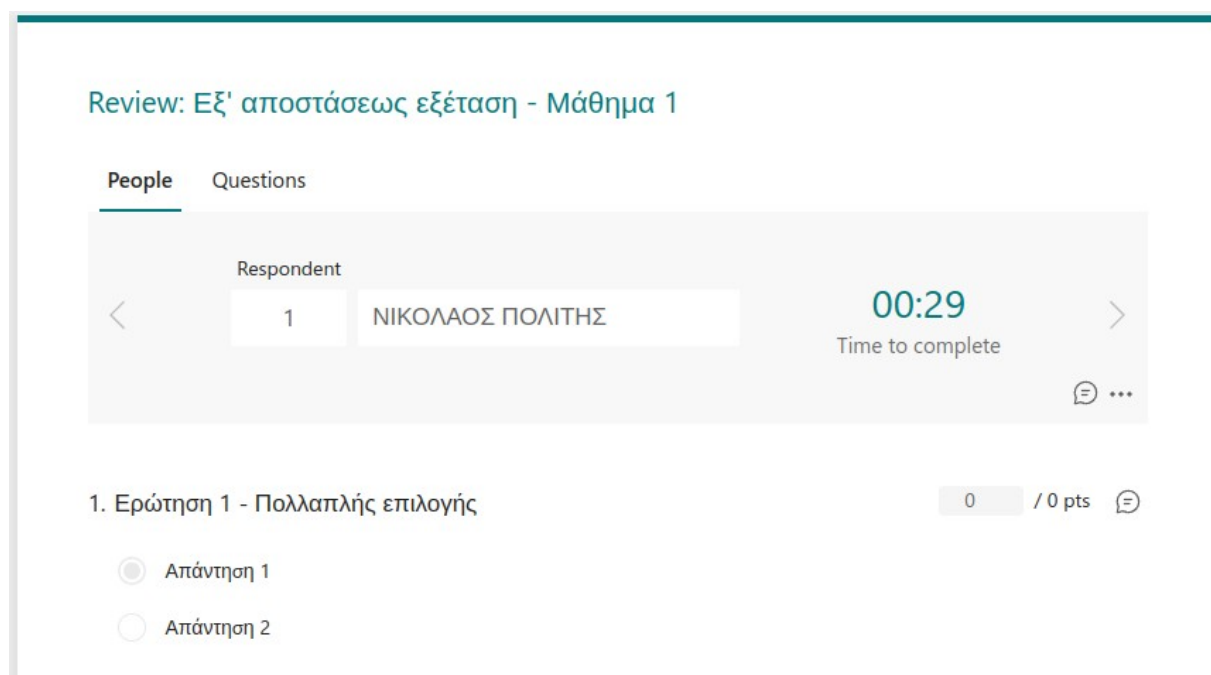 Review: Εξ' αποστάσεως εξέταση - Μάθημα 1
People Questions
Respondent
1 ΝΙΚΟΛΑΟΣ ΠΟΛΙΤΗΣ
00:29
Time to complete
1. Ερώτηση 1 - Πολλαπλής επιλογής 0 / 0 pts
Απάντηση 1
Απάντηση 2